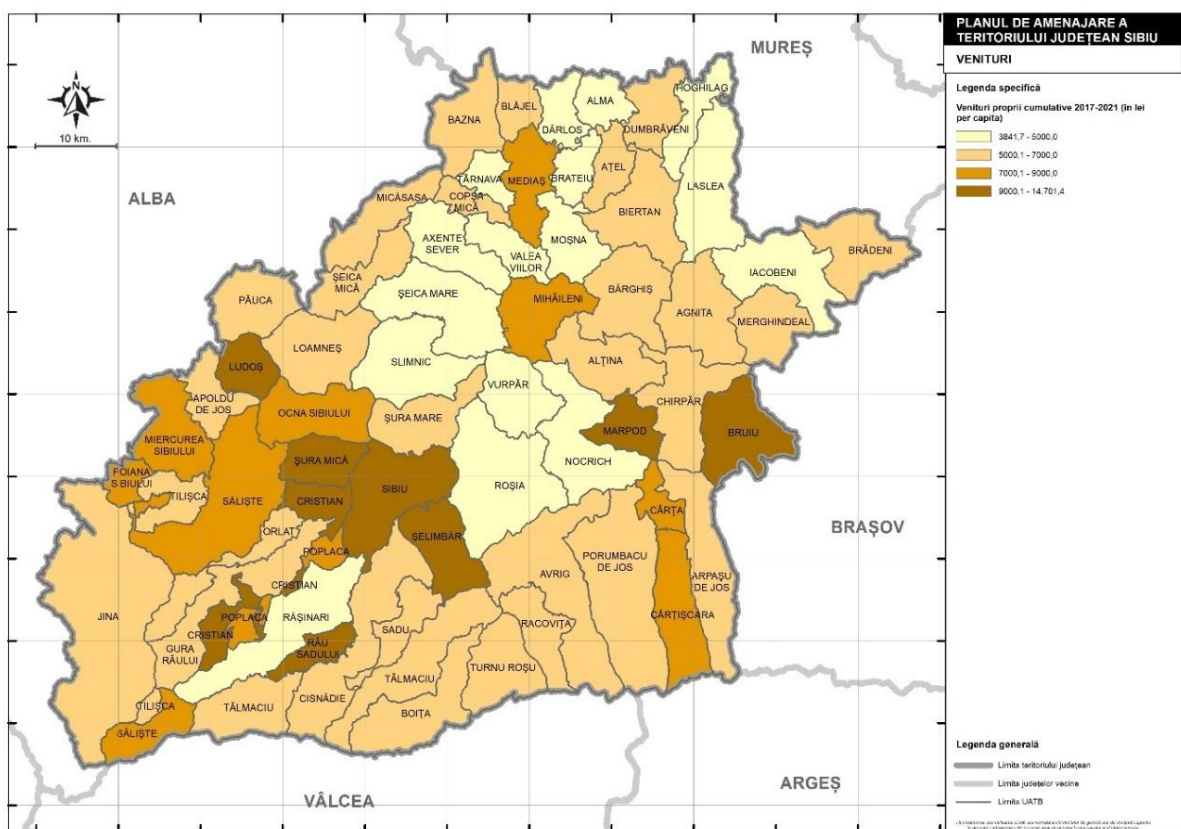 PLANUL DE AMENAJARE A
TERITORIULUI JUDEȚEAN SIBIU
VENITURI
Legenda specifică
Venituri proprii cumulative 2017-2021 (în lei
per capita)
3841,7 - 5000,0
5000,1 - 7000,0
7000,1 - 9000,0
9000,1 - 14.701,4
MUREȘ
N
10 km.
ALBA
HOGHILAG
BLĂJEL
ALMA
BAZNA
DÂRLOS
DUMBRĂVENI
TÂRNAVA
MEDIAȘ
BRATEIU
AȚEL
LASLEA
MICĂSASA
COPȘA
MICĂ
BIERTAN
AXENTE
SEVER
MOȘNA
VALEA
VIILOR
BRĂDENI
IACOBENI
ȘEICA
MICĂ
ȘEICA MARE
MIHĂILENI
BÂRGHIȘ
PĂUCA
AGNITA
MERGHINDEAL
LOAMNEȘ
SLIMNIC
ALȚINA
LUDOȘ
VURPĂR
APOLDU
DE JOS
OCNA SIBIULUI
ȘURA MARE
CHIRPĂR
MIERCUREA
SIBIULUI
MARPOD
BRUIU
ȘURA MICĂ
NOCRICH
SIBIU
ROȘIA
TILIȘCA
SĂLIȘTE
CRISTIAN
CÂRȚA
ORLAT
ȘELIMBĂR
POPLACA
BRAȘOV
PORUMBACU
DE JOS
AVRIG
ARPAȘU
DE JOS
CRISTIAN
JINA
POPLACA
RĂȘINARI
CÂRȚIȘOARA
CRISTIAN
SADU
RACOVIȚA
GURA
RÂULUI
RÂU
SADULUI
TURNU ROȘU
TĂLMACIU
TILIȘCA
TĂLMACIU
CISNĂDIE
BOIȚA
SĂLIȘTE
VÂLCEA
ARGEȘ
Legenda generală
Limita teritoriului județean
Limita județelor vecine
Limita UATB